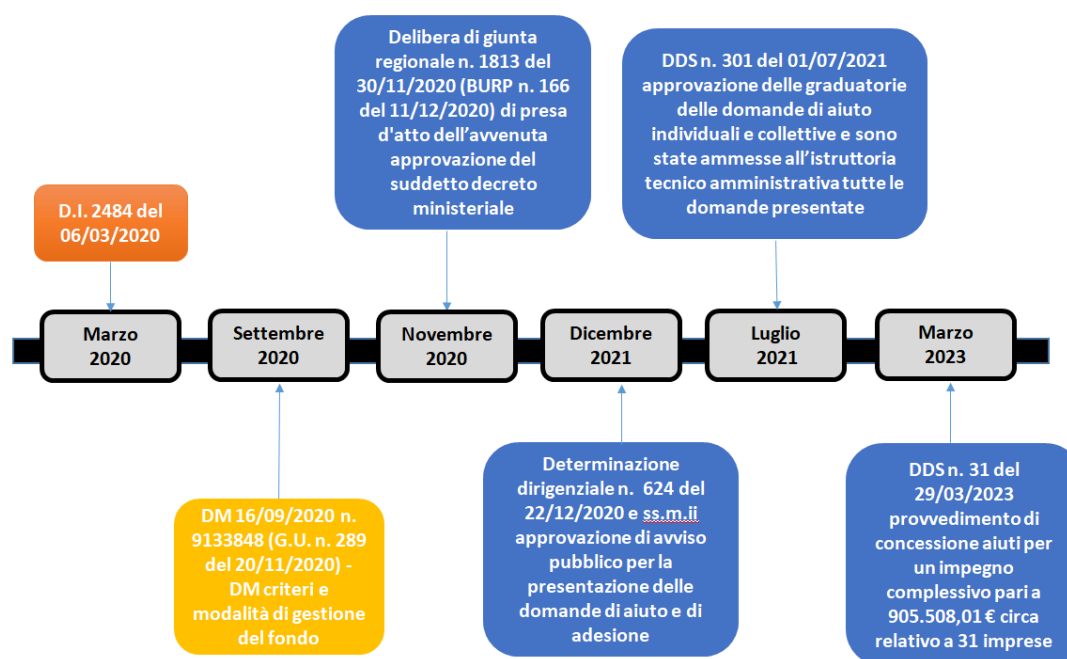 Delibera di giunta
regionale n. 1813 del
30/11/2020 (BURP n. 166
del 11/12/2020) di presa
d'atto dell'avvenuta
approvazione del
suddetto decreto
ministeriale
DDS n. 301 del 01/07/2021
approvazione delle graduatorie
delle domande di aiuto
individuali e collettive e sono
state ammesse all’istruttoria
tecnico amministrativa tutte le
domande presentate
D.I. 2484 del
06/03/2020
Marzo
2020
Settembre
2020
Novembre
2020
Dicembre
2021
Luglio
2021
Marzo
2023
DM 16/09/2020 n.
9133848 (G.U. n. 289
del 20/11/2020) -
DM criteri e
modalità di gestione
del fondo
Determinazione
dirigenziale n.  624 del
22/12/2020 e ss.m.ii
approvazione di avviso
pubblico per la
presentazione delle
domande di aiuto e di
adesione
DDS n. 31 del
29/03/2023
provvedimento di
concessione aiuti per
un impegno
complessivo pari a
905.508,01 € circa
relativo a 31 imprese